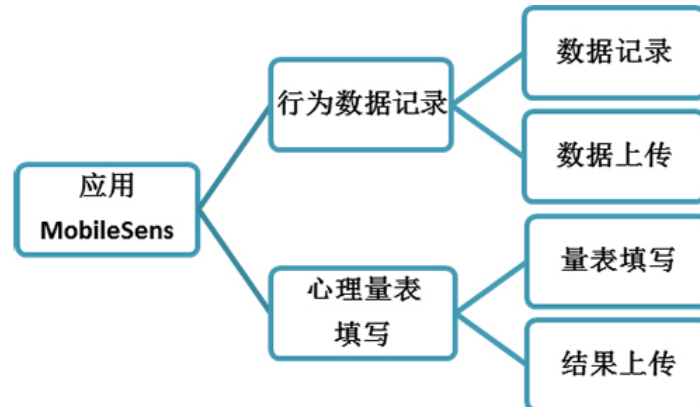 应用
MobileSens
行为数据记录
数据记录
数据上传
心理量表
填写
量表填写
结果上传